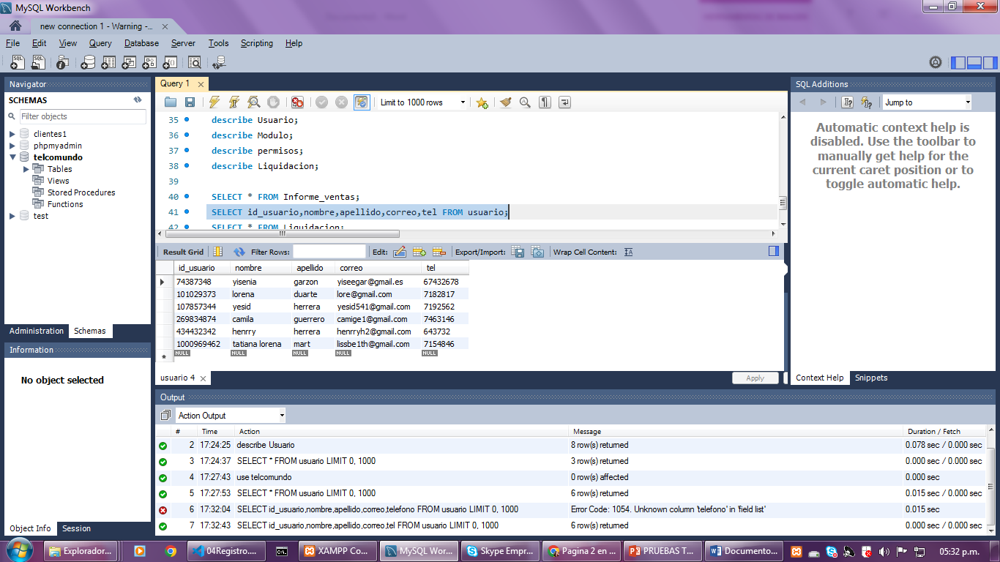 MySQL Workbench
new connection 1 - Warning -...
File Edit View Query Database Server Tools Scripting Help
Navigator
SCHEMAS
Filter objects
clientes1
phpmyadmin
telcomundo
Tables
Views
Stored Procedures
Functions
test
Administration Schemas
Information
No object selected
Object Info Session
Query 1
Limit to 1000 rows
35 describe Usuario;
36 describe Modulo;
37 describe permisos;
38 describe Liquidacion;
39
40 SELECT * FROM Informe_ventas;
41 SELECT id_usuario,nombre,apellido,correo,tel FROM usuario;
42 SELECT * FROM Liquidacion;
Result Grid Filter Rows: Edit: Export/Import: Wrap Cell Content:
id_usuario nombre apellido correo tel
74387348 yisenia garzon yiseegar@gmail.es 67432678
101029373 lorena duarte lore@gmail.com 7182817
107857344 yesid herrera yesid541@gmail.com 7192562
269834874 camila guerrero camige1@gmail.com 7463146
434432342 henrry herrera henrryh2@gmail.com 643732
1000969462 tatiana lorena mart lissbe1th@gmail.com 7154846
NULL NULL NULL NULL NULL
usuario 4 Apply
SQL Additions
Jump to
Automatic context help is
disabled. Use the toolbar to
manually get help for the
current caret position or to
toggle automatic help.
Context Help Snippets
Output
Action Output
# Time Action Message Duration / Fetch
2 17:24:25 describe Usuario 8 row(s) returned 0.078 sec / 0.000 sec
3 17:24:37 SELECT * FROM usuario LIMIT 0, 1000 3 row(s) returned 0.000 sec / 0.000 sec
4 17:27:43 use telcomundo 0 row(s) affected 0.000 sec
5 17:27:53 SELECT * FROM usuario LIMIT 0, 1000 6 row(s) returned 0.015 sec / 0.000 sec
6 17:32:04 SELECT id_usuario,nombre,apellido,correo,telefono FROM usuario LIMIT 0, 1000 Error Code: 1054. Unknown column 'telefono' in 'field list' 0.015 sec
7 17:32:43 SELECT id_usuario,nombre,apellido,correo,tel FROM usuario LIMIT 0, 1000 6 row(s) returned 0.000 sec / 0.000 sec
Explorador... 04Registro.... XAMPP Co... MySQL Wor... Skype Empr... Pagina 2 en ... PRUEBAS T... Documento... 05:32 p.m.